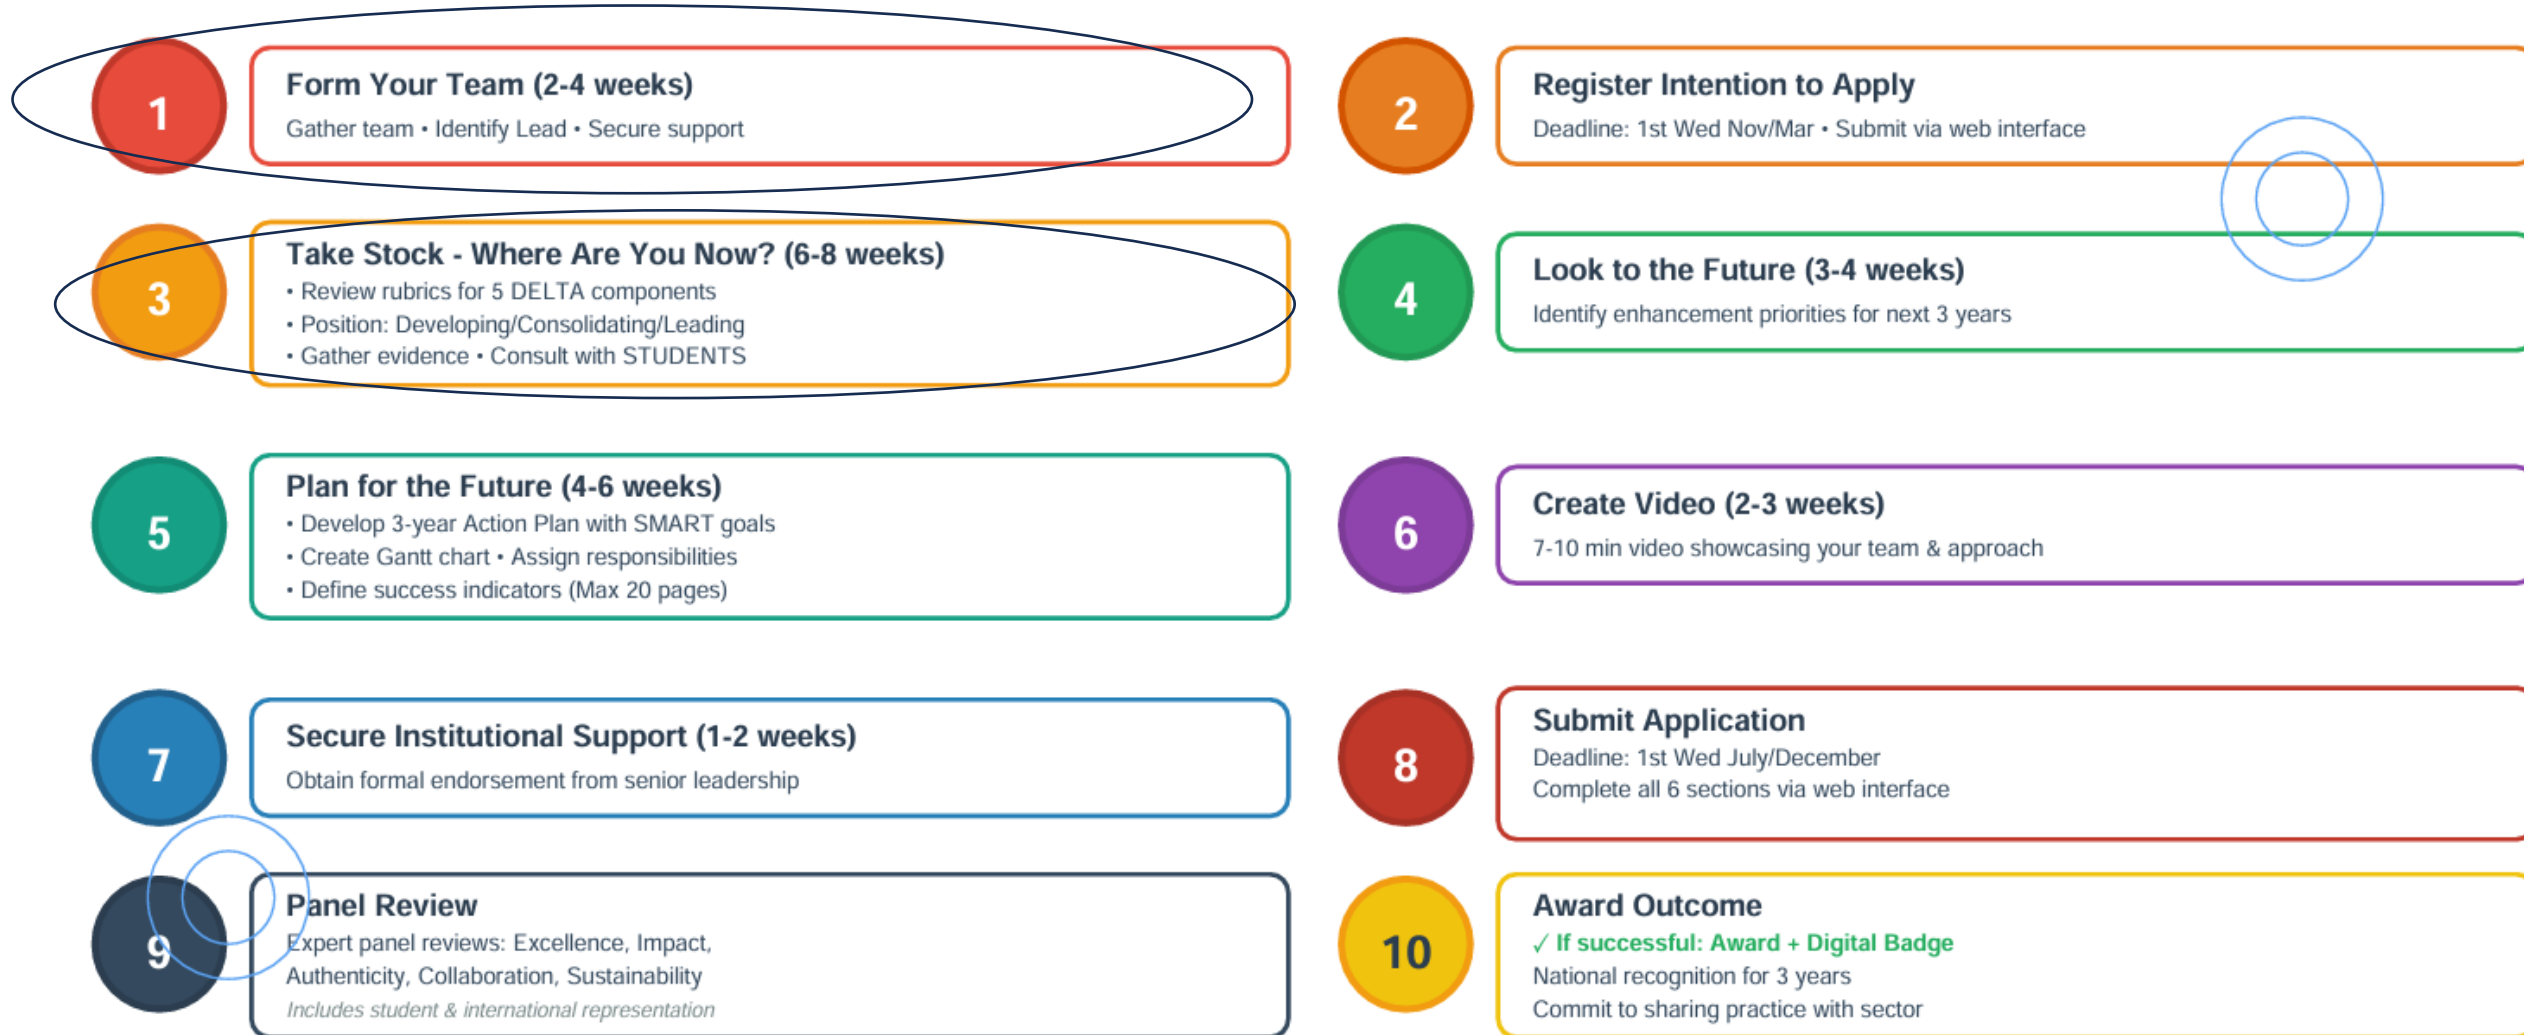 1
Form Your Team (2-4 weeks)
Gather team • Identify Lead • Secure support
2
Register Intention to Apply
Deadline: 1st Wed Nov/Mar • Submit via web interface
3
Take Stock - Where Are You Now? (6-8 weeks)
• Review rubrics for 5 DELTA components
• Position: Developing/Consolidating/Leading
• Gather evidence • Consult with STUDENTS
4
Look to the Future (3-4 weeks)
Identify enhancement priorities for next 3 years
5
Plan for the Future (4-6 weeks)
• Develop 3-year Action Plan with SMART goals
• Create Gantt chart • Assign responsibilities
• Define success indicators (Max 20 pages)
6
Create Video (2-3 weeks)
7-10 min video showcasing your team & approach
7
Secure Institutional Support (1-2 weeks)
Obtain formal endorsement from senior leadership
8
Submit Application
Deadline: 1st Wed July/December
Complete all 6 sections via web interface
9
Panel Review
Expert panel reviews: Excellence, Impact,
Authenticity, Collaboration, Sustainability
Includes student & international representation
10
Award Outcome
✓ If successful: Award + Digital Badge
National recognition for 3 years
Commit to sharing practice with sector